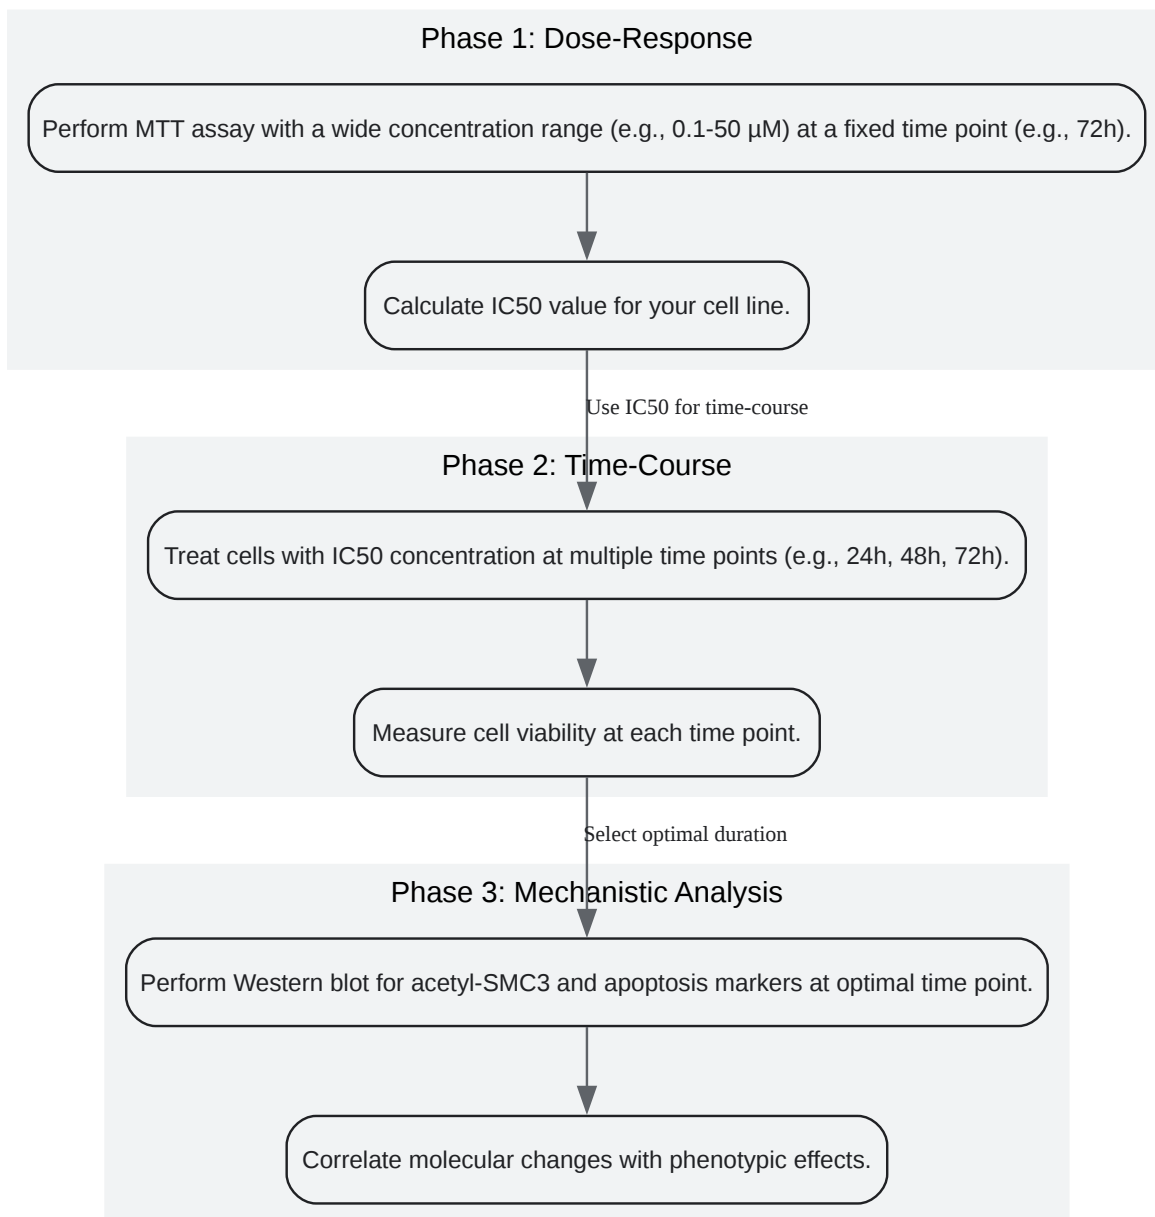 Phase 1: Dose-Response
Perform MTT assay with a wide concentration range (e.g., 0.1-50 µM) at a fixed time point (e.g., 72h).
Calculate IC50 value for your cell line.
Use IC50 for time-course
Phase 2: Time-Course
Treat cells with IC50 concentration at multiple time points (e.g., 24h, 48h, 72h).
Measure cell viability at each time point.
Select optimal duration
Phase 3: Mechanistic Analysis
Perform Western blot for acetyl-SMC3 and apoptosis markers at optimal time point.
Correlate molecular changes with phenotypic effects.